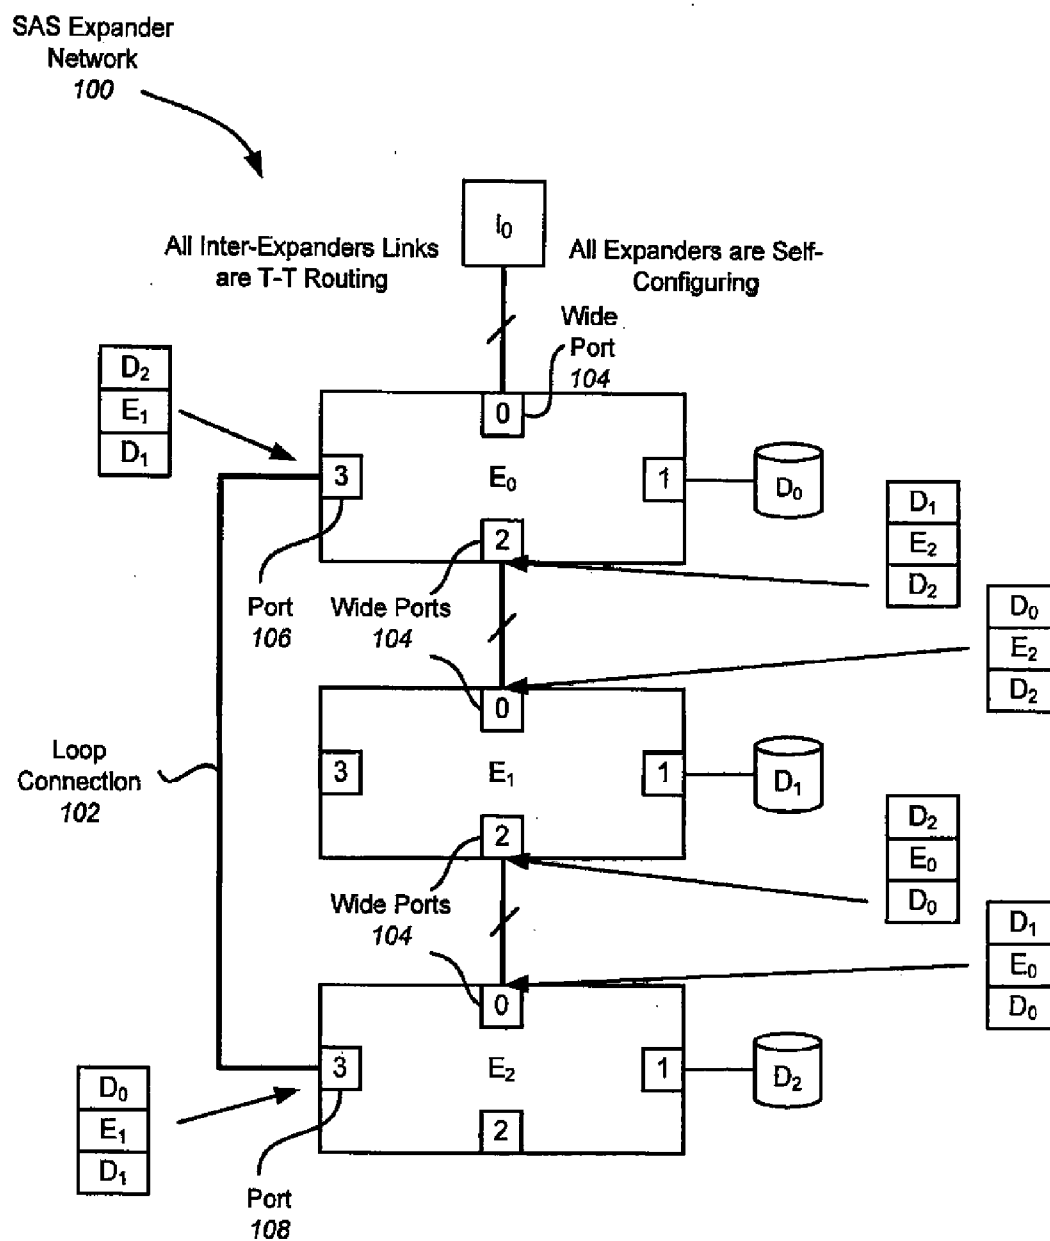 SAS Expander
Network
100
I₀
All Inter-Expanders Links
are T-T Routing
All Expanders are Self-
Configuring
Wide
Port
104
D₂
E₁
D₁
0
3
E₀
1
D₀
2
D₁
E₂
D₂
Port
106
Wide Ports
104
D₀
E₂
D₂
0
Loop
Connection
102
3
E₁
1
D₁
2
D₂
E₀
D₀
Wide Ports
104
D₁
E₀
D₀
0
3
E₂
1
D₂
2
D₀
E₁
D₁
Port
108